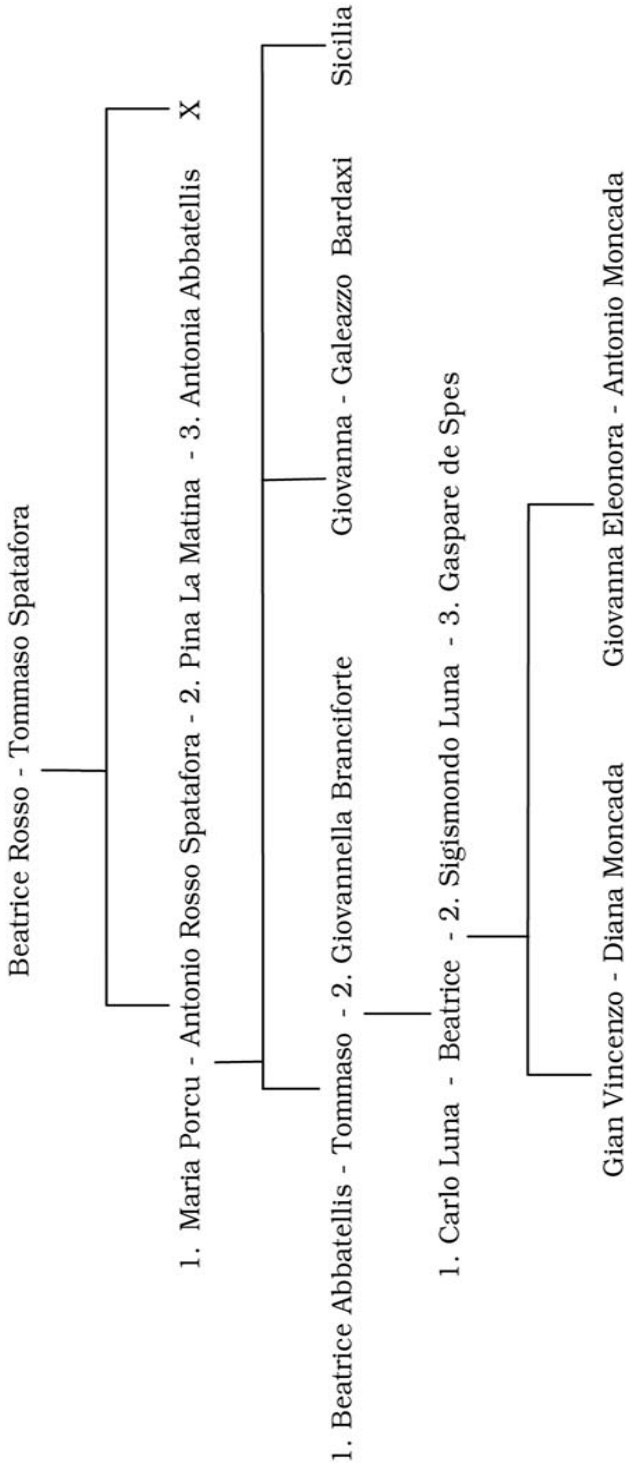 Beatrice Rosso - Tommaso Spatafora
1. Maria Porcu - Antonio Rosso Spatafora - 2. Pina La Matina - 3. Antonia Abbatellis X
1. Beatrice Abbatellis - Tommaso - 2. Giovannella Branciforte Giovanna - Galeazzo Bardaxi Sicilia
1. Carlo Luna - Beatrice - 2. Sigismondo Luna - 3. Gaspare de Spes
Gian Vincenzo - Diana Moncada Giovanna Eleonora - Antonio Moncada